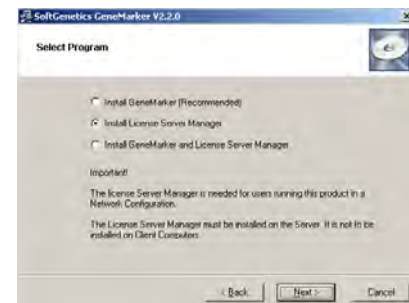 SoftGenetics GeneMarker V2.2.0
Select Program
Install GeneMarker (Recommended)
Install License Server Manager
Install GeneMarker and License Server Manager
Important!
The license Server Manager is needed for users running this product in a
Network Configuration.
The License Server Manager must be installed on the Server. It is not to be
installed on Client Computers.
< Back
Next >
Cancel